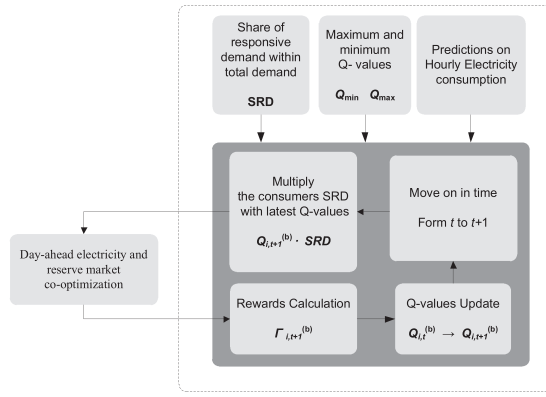 Share of
responsive
demand within
total demand
SRD
Maximum and
minimum
Q- values
Qmin Qmax
Predictions on
Hourly Electricity
consumption
Multiply
the consumers SRD
with latest Q-values
Qi,t+1(b) · SRD
Move on in time
Form t to t+1
Day-ahead electricity and
reserve market
co-optimization
Rewards Calculation
Γi,t+1(b)
Q-values Update
Qi,t(b) → Qi,t+1(b)